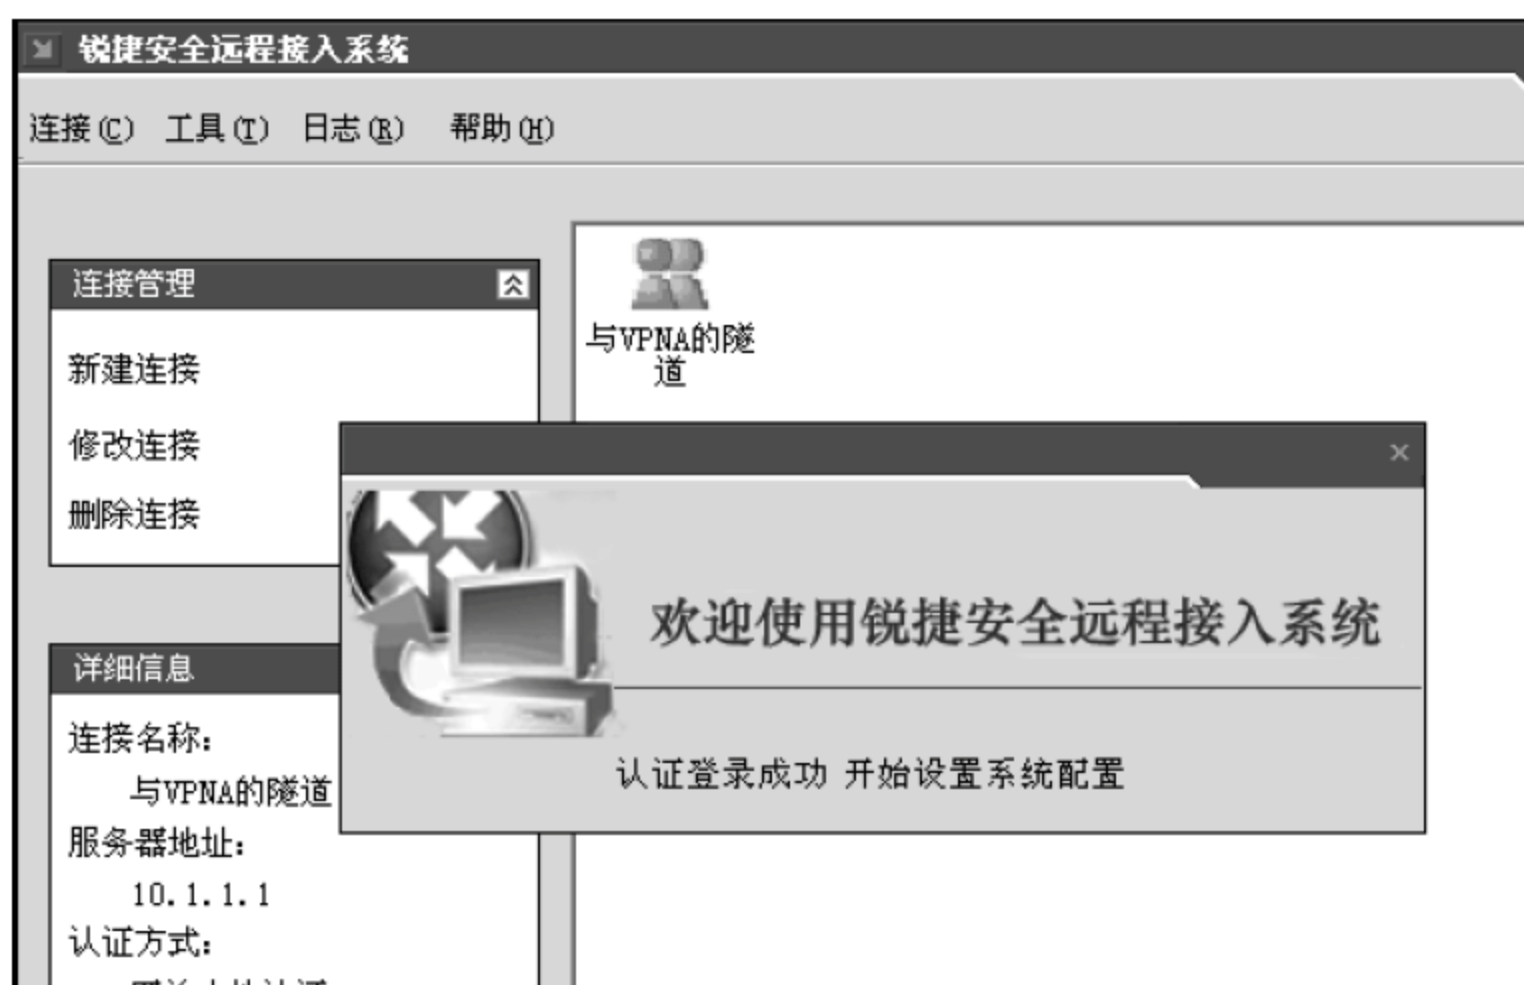 锐捷安全远程接入系统
连接(C) 工具(T) 日志(R) 帮助(H)
连接管理
新建连接
修改连接
删除连接
与VPNA的隧
道
欢迎使用锐捷安全远程接入系统
认证登录成功 开始设置系统配置
详细信息
连接名称:
与VPNA的隧道
服务器地址:
10.1.1.1
认证方式: